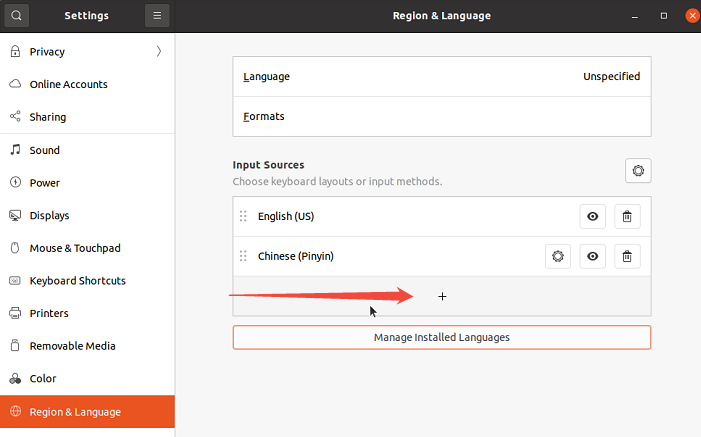 Settings
Region & Language
Privacy
Online Accounts
Sharing
Sound
Power
Displays
Mouse & Touchpad
Keyboard Shortcuts
Printers
Removable Media
Color
Region & Language
Language Unspecified
Formats
Input Sources
Choose keyboard layouts or input methods.
English (US)
Chinese (Pinyin)
+
Manage Installed Languages